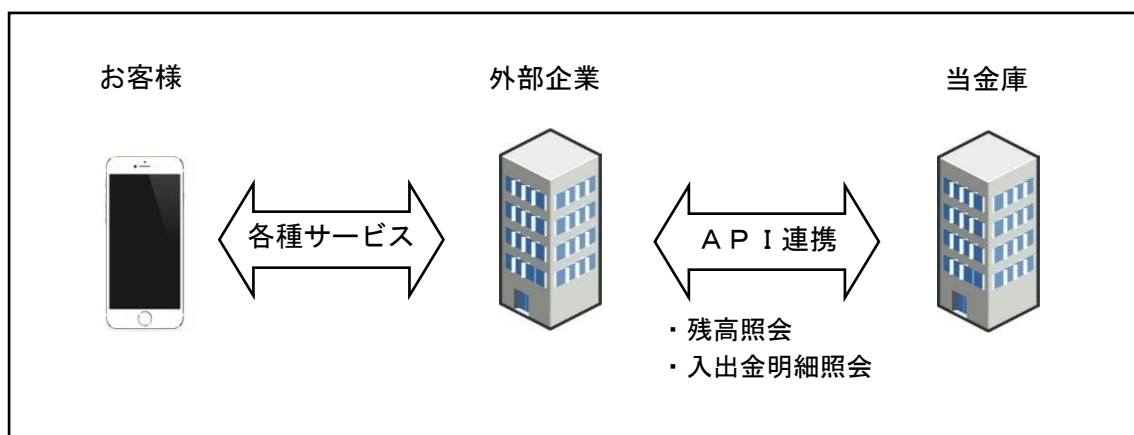 お客様
外部企業
当金庫
各種サービス
ＡＰＩ連携
・残高照会
・入出金明細照会